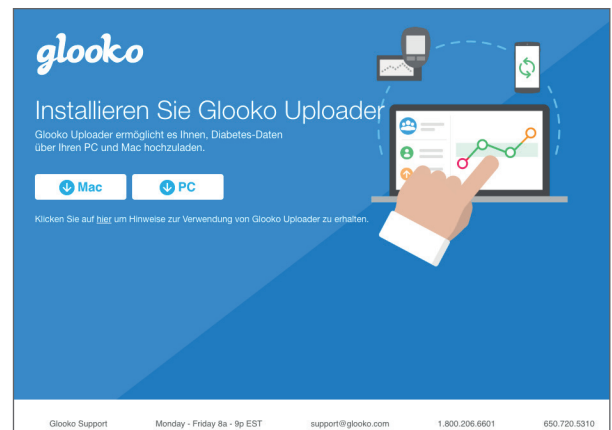 glooko
Installieren Sie Glooko Uploader
Glooko Uploader ermöglicht es Ihnen, Diabetes-Daten
über Ihren PC und Mac hochzuladen.
Mac
PC
Klicken Sie auf hier um Hinweise zur Verwendung von Glooko Uploader zu erhalten.
Glooko Support Monday - Friday 8a - 9p EST support@glooko.com 1.800.206.6601 650.720.5310